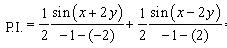 P.I. = 1/2 sin(x+2y)/(-1-(-2)) + 1/2 sin(x-2y)/(-1-(2)) =